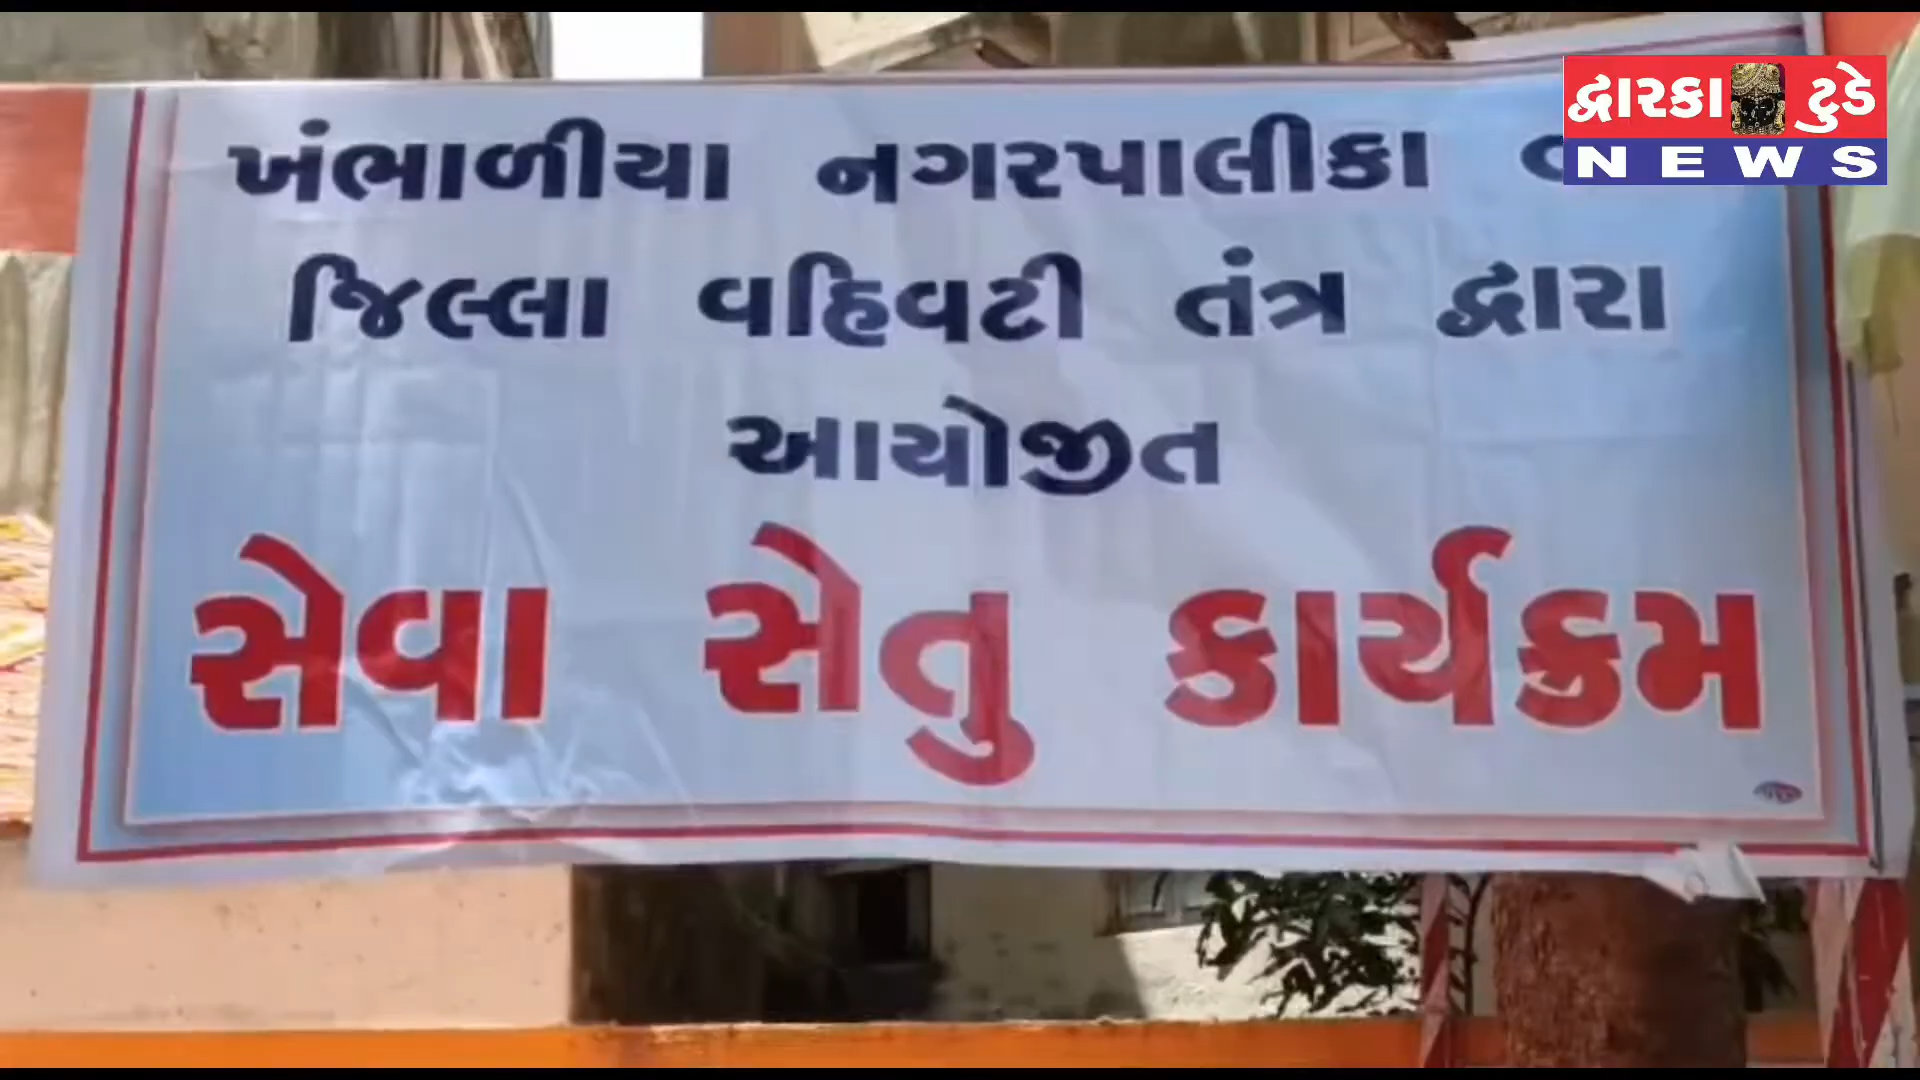 દ્વારકા ટુડે
NEWS
ખંભાળીયા નગરપાલીકા
જિલ્લા વહિવટી તંત્ર દ્વારા
આયોજીત
સેવા સેતુ કાર્યક્રમ